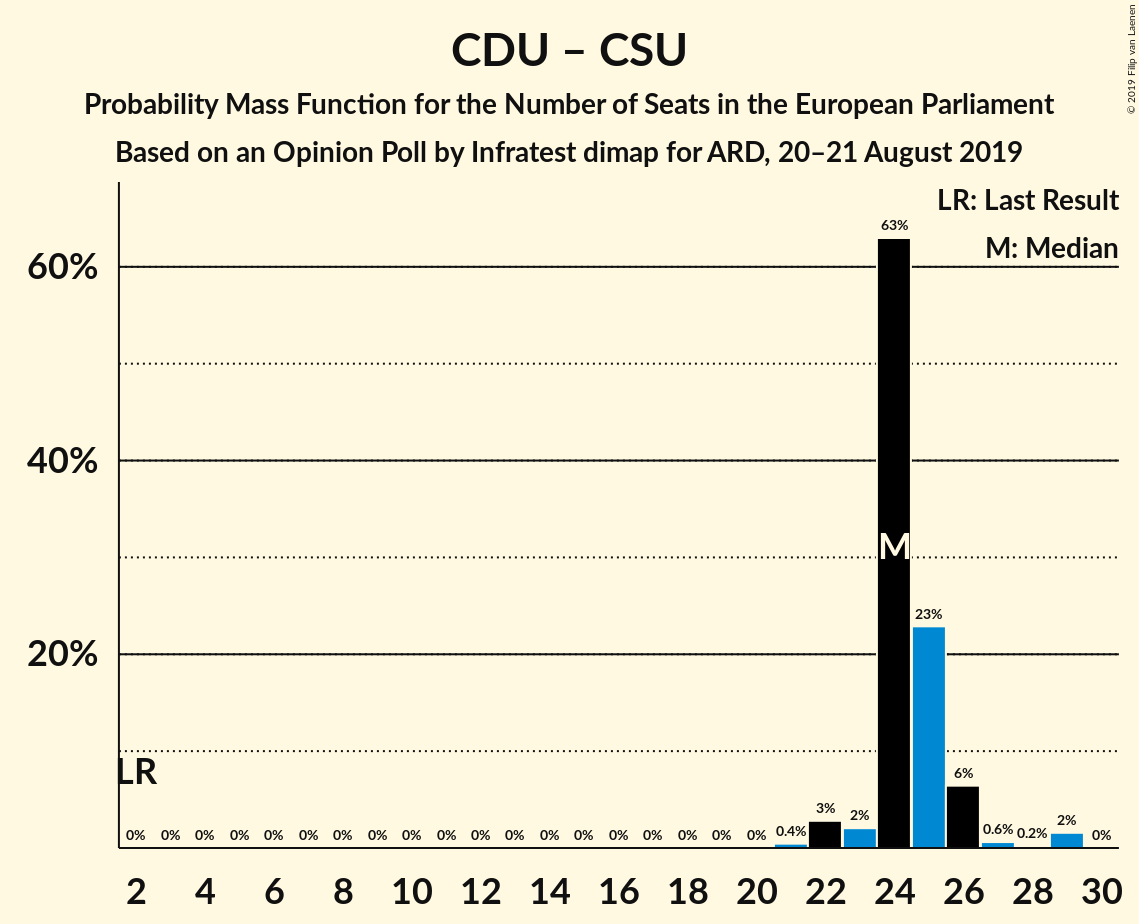 CDU – CSU
Probability Mass Function for the Number of Seats in the European Parliament
Based on an Opinion Poll by Infratest dimap for ARD, 20–21 August 2019
© 2019 Filip van Laenen
LR: Last Result
M: Median
63%
60%
40%
M
23%
20%
LR
0% 0% 0% 0% 0% 0% 0% 0% 0% 0% 0% 0% 0% 0% 0% 0% 0% 0% 0% 0.4% 3% 2% 6% 0.6% 0.2% 2% 0%
2 4 6 8 10 12 14 16 18 20 22 24 26 28 30